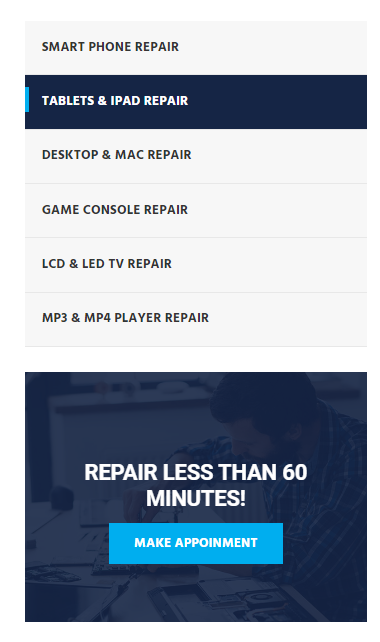 SMART PHONE REPAIR
TABLETS & IPAD REPAIR
DESKTOP & MAC REPAIR
GAME CONSOLE REPAIR
LCD & LED TV REPAIR
MP3 & MP4 PLAYER REPAIR
REPAIR LESS THAN 60
MINUTES!
MAKE APPOINMENT